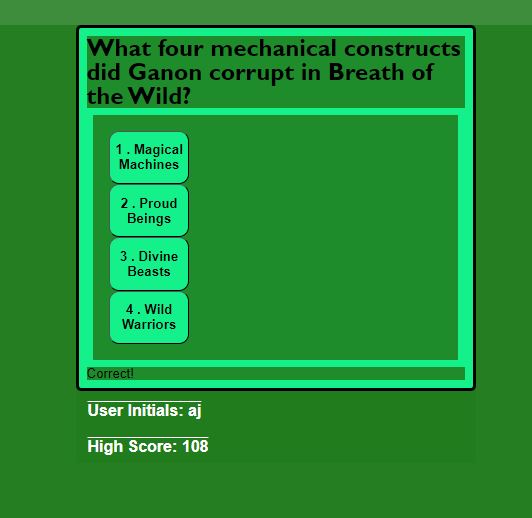 What four mechanical constructs
did Ganon corrupt in Breath of
the Wild?
1 . Magical
Machines
2 . Proud
Beings
3 . Divine
Beasts
4 . Wild
Warriors
Correct!
User Initials: aj
High Score: 108